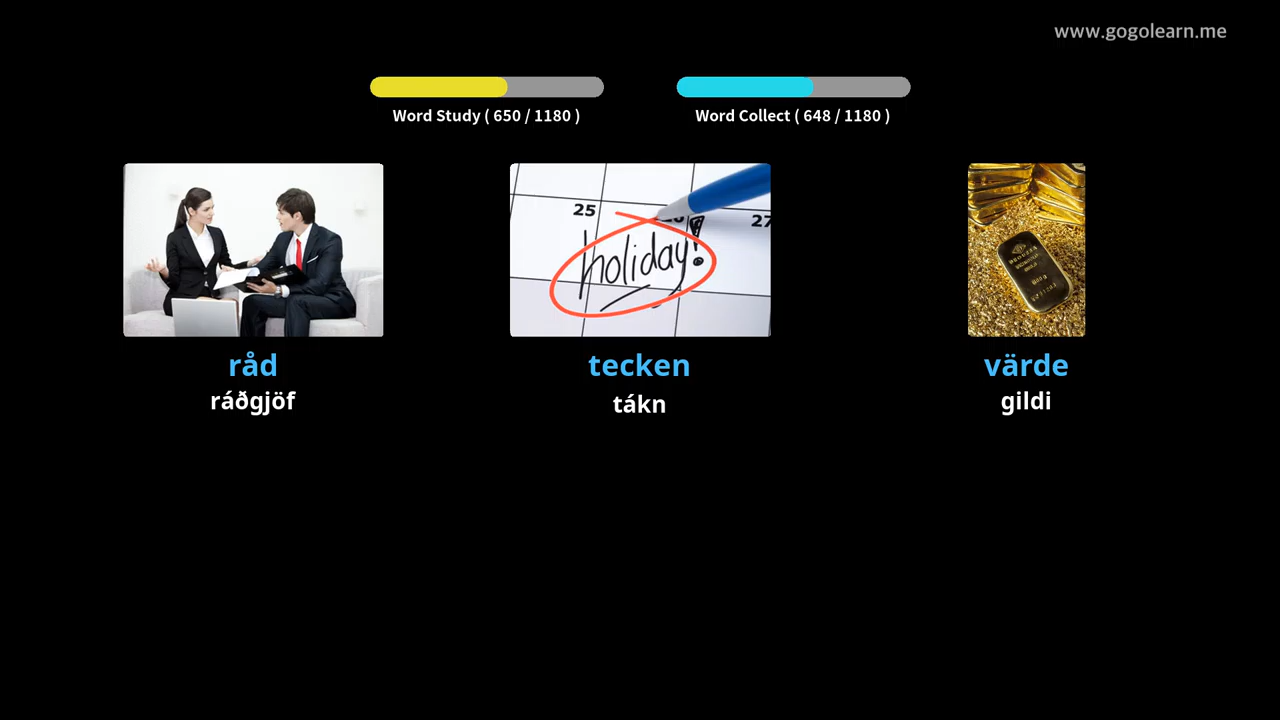 www.gogolearn.me
Word Study ( 650 / 1180 )
Word Collect ( 648 / 1180 )
25
27
holiday!
råd
tecken
värde
ráðgjöf
tákn
gildi